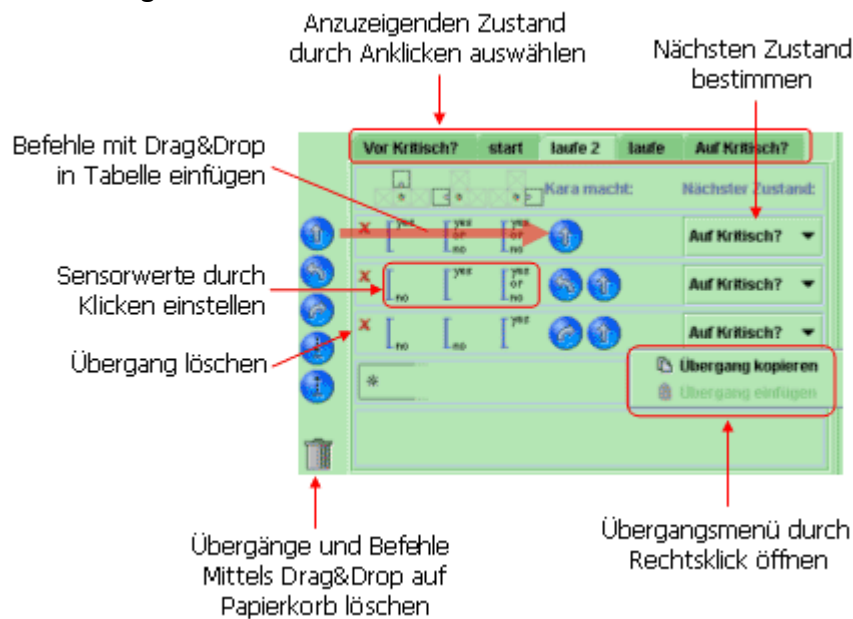 Anzuzeigenden Zustand
durch Anklicken auswählen
Nächsten Zustand
bestimmen
Befehle mit Drag&Drop
in Tabelle einfügen
Vor Kritisch? start laufe 2 laufe Auf Kritisch?
Kara macht: Nächster Zustand:
yes yes or no yes or no Auf Kritisch?
Sensorwerte durch
Klicken einstellen
no yes yes or no Auf Kritisch?
Übergang löschen
no no yes Auf Kritisch?
Übergang kopieren
Übergang einfügen
Übergangsmenü durch
Rechtsklick öffnen
Übergänge und Befehle
Mittels Drag&Drop auf
Papierkorb löschen